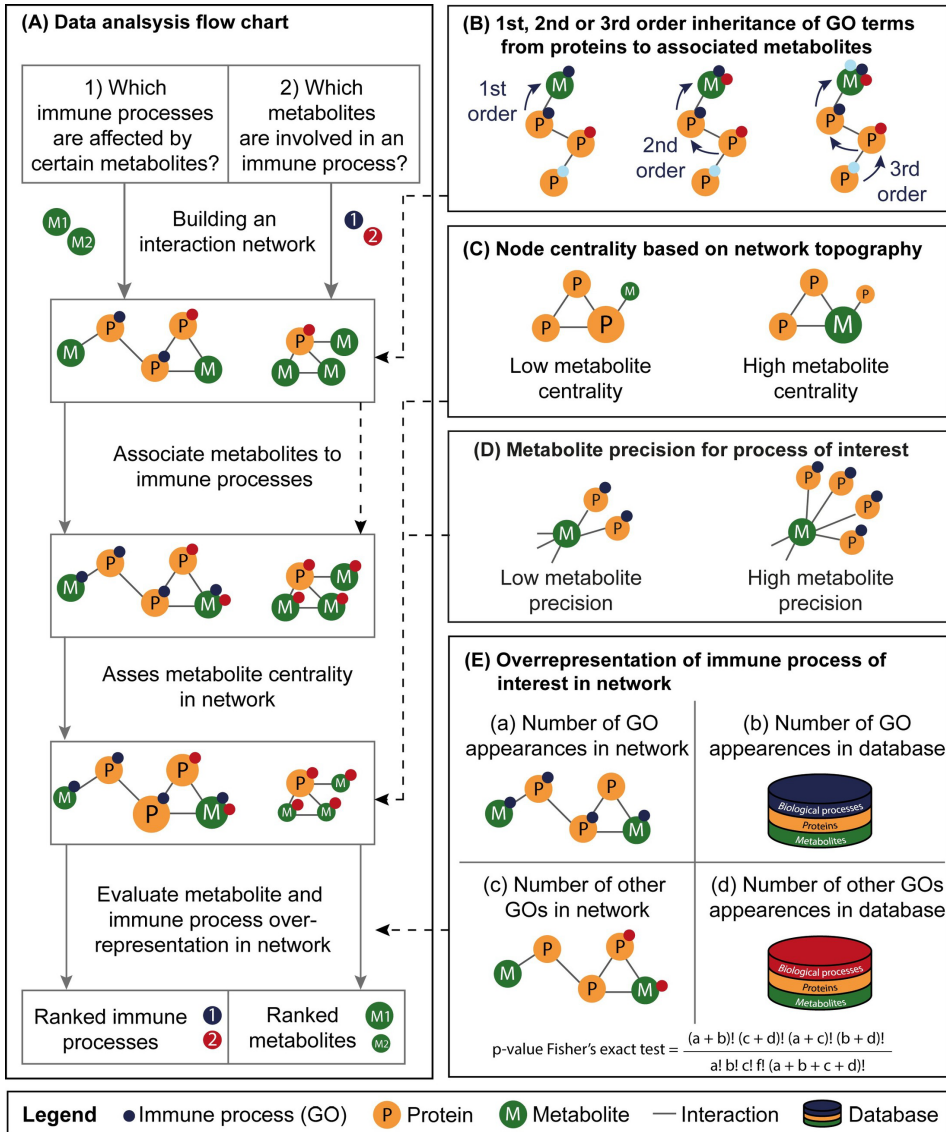 (A) Data analsysis flow chart
1) Which
immune processes
are affected by
certain metabolites?
2) Which
metabolites
are involved in an
immune process?
M1
M2
Building an
interaction network
1
2
M
P
P
P
M
P
M
M
M
Associate metabolites to
immune processes
M
P
P
P
M
P
M
M
M
Asses metabolite centrality
in network
M
P
P
P
M
P
M
M
M
Evaluate metabolite and
immune process over-
representation in network
Ranked immune
processes
1
2
Ranked
metabolites
M1
M2
(B) 1st, 2nd or 3rd order inheritance of GO terms
from proteins to associated metabolites
1st
order
M
P
P
P
2nd
order
M
P
P
P
3rd
order
M
P
P
P
(C) Node centrality based on network topography
P
P
P
M
Low metabolite
centrality
P
P
M
P
High metabolite
centrality
(D) Metabolite precision for process of interest
M
P
P
Low metabolite
precision
M
P
P
P
P
High metabolite
precision
(E) Overrepresentation of immune process of
interest in network
(a) Number of GO
appearances in network
M
P
P
P
M
(b) Number of GO
appearences in database
Biological processes
Proteins
Metabolites
(c) Number of other
GOs in network
M
P
P
P
M
(d) Number of other GOs
appearences in database
Biological processes
Proteins
Metabolites
p-value Fisher's exact test = (a + b)! (c + d)! (a + c)! (b + d)!
a! b! c! f! (a + b + c + d)!
Legend
Immune process (GO)
P Protein
M Metabolite
Interaction
Database